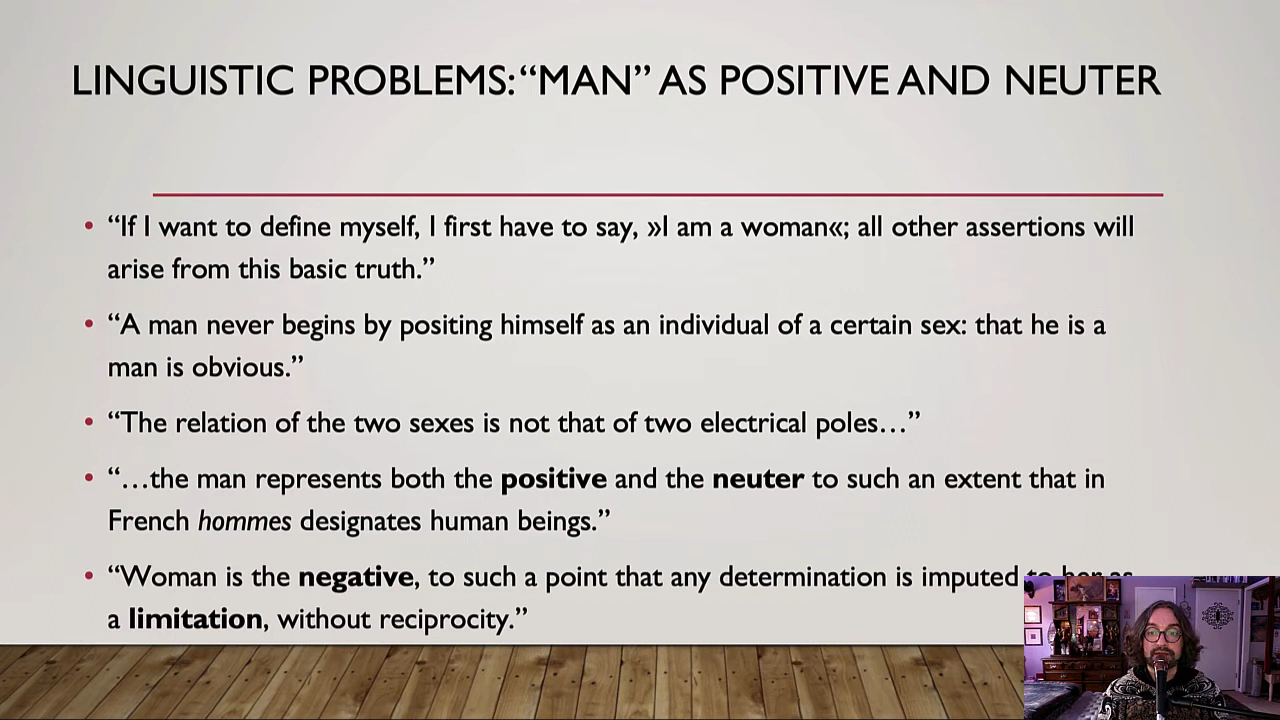 LINGUISTIC PROBLEMS: “MAN” AS POSITIVE AND NEUTER
• “If I want to define myself, I first have to say, »I am a woman«; all other assertions will
arise from this basic truth.”
• “A man never begins by positing himself as an individual of a certain sex: that he is a
man is obvious.”
• “The relation of the two sexes is not that of two electrical poles…”
• “…the man represents both the positive and the neuter to such an extent that in
French hommes designates human beings.”
• “Woman is the negative, to such a point that any determination is imputed to her as
a limitation, without reciprocity.”